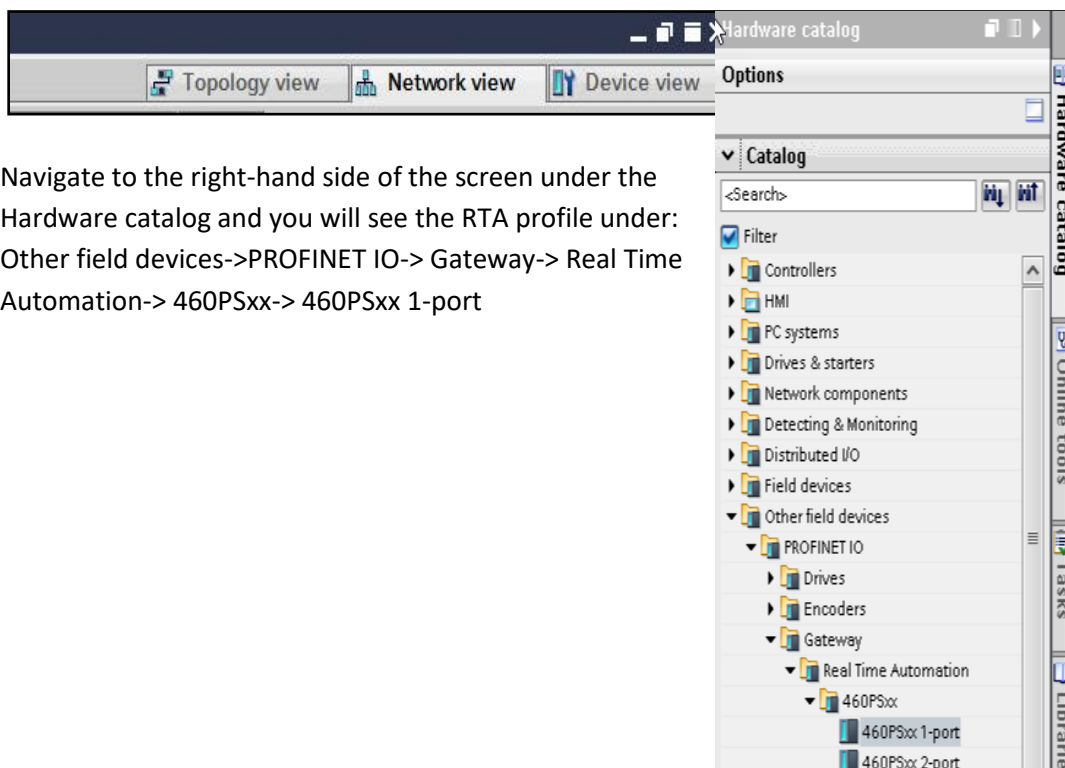 Topology view
Network view
Device view
Navigate to the right-hand side of the screen under the
Hardware catalog and you will see the RTA profile under:
Other field devices->PROFINET IO-> Gateway-> Real Time
Automation-> 460PSxx-> 460PSxx 1-port
Hardware catalog
Options
Catalog
<Search>
Filter
Controllers
HMI
PC systems
Drives & starters
Network components
Detecting & Monitoring
Distributed I/O
Field devices
Other field devices
PROFINET IO
Drives
Encoders
Gateway
Real Time Automation
460PSxx
460PSxx 1-port
460PSxx 2-port
Hardware catalog
Online tools
Tasks